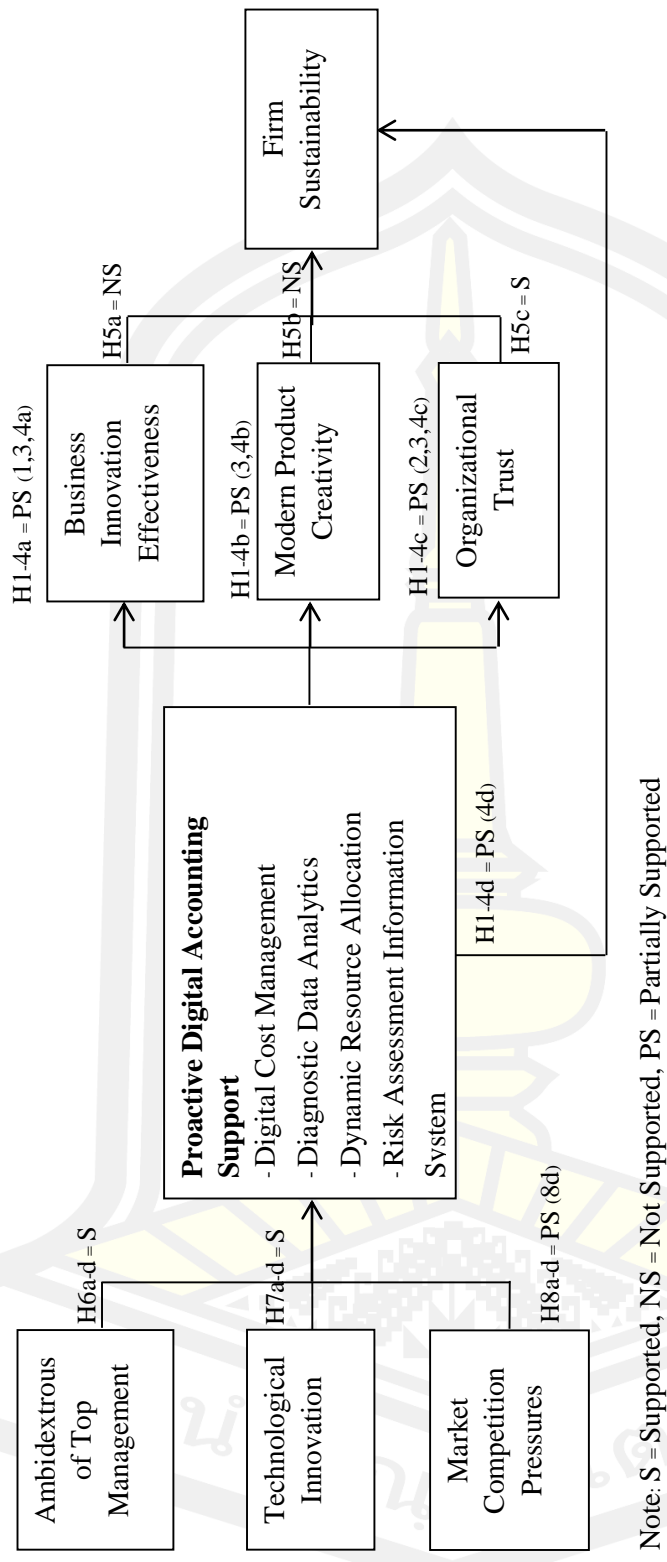 Ambidextrous
of Top
Management
H6a-d = S
Technological
Innovation
H7a-d = S
Market
Competition
Pressures
H8a-d = PS (8d)
Proactive Digital Accounting
Support
- Digital Cost Management
- Diagnostic Data Analytics
- Dynamic Resource Allocation
- Risk Assessment Information
System
H1-4d = PS (4d)
H1-4a = PS (1,3,4a)
Business
Innovation
Effectiveness
H5a = NS
H1-4b = PS (3,4b)
Modern Product
Creativity
H5b = NS
H1-4c = PS (2,3,4c)
Organizational
Trust
H5c = S
Firm
Sustainability
Note: S = Supported, NS = Not Supported, PS = Partially Supported